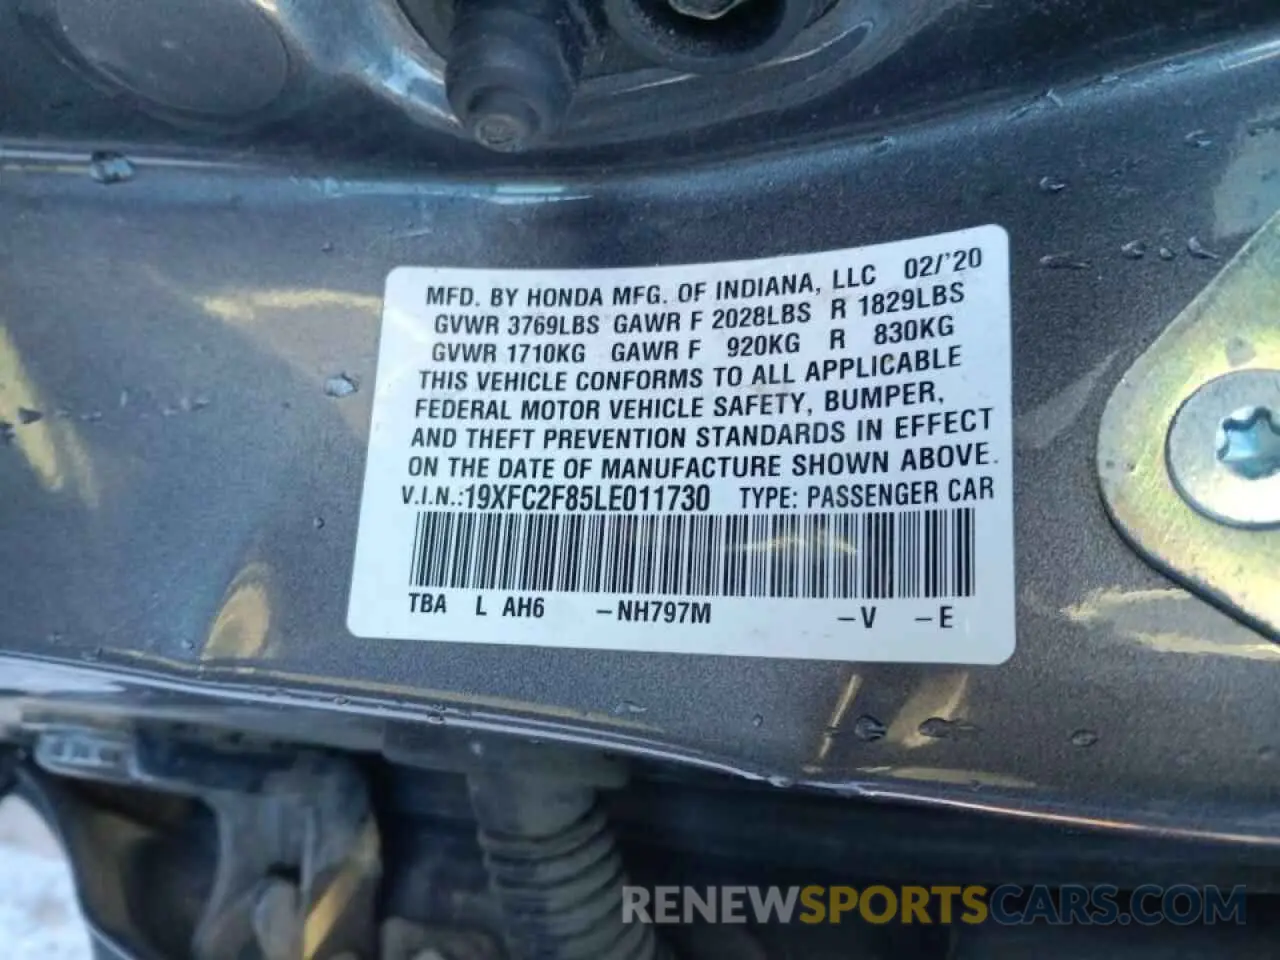 MFD. BY HONDA MFG. OF INDIANA, LLC 02/'20
GVWR 3769LBS GAWR F 2028LBS R 1829LBS
GVWR 1710KG GAWR F 920KG R 830KG
THIS VEHICLE CONFORMS TO ALL APPLICABLE
FEDERAL MOTOR VEHICLE SAFETY, BUMPER,
AND THEFT PREVENTION STANDARDS IN EFFECT
ON THE DATE OF MANUFACTURE SHOWN ABOVE.
V.I.N.:19XFC2F85LE011730 TYPE: PASSENGER CAR
TBA L AH6 –NH797M –V –E
RENEWSPORTSCARS.COM